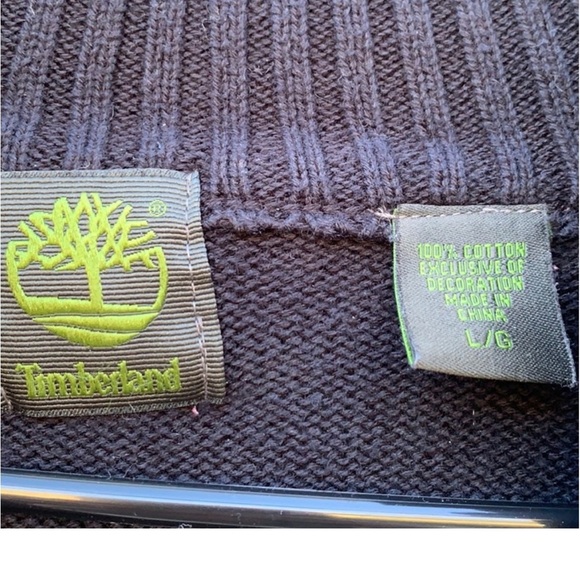 ®
Timberland
100% COTTON
EXCLUSIVE OF
DECORATION
MADE IN
CHINA
L/G